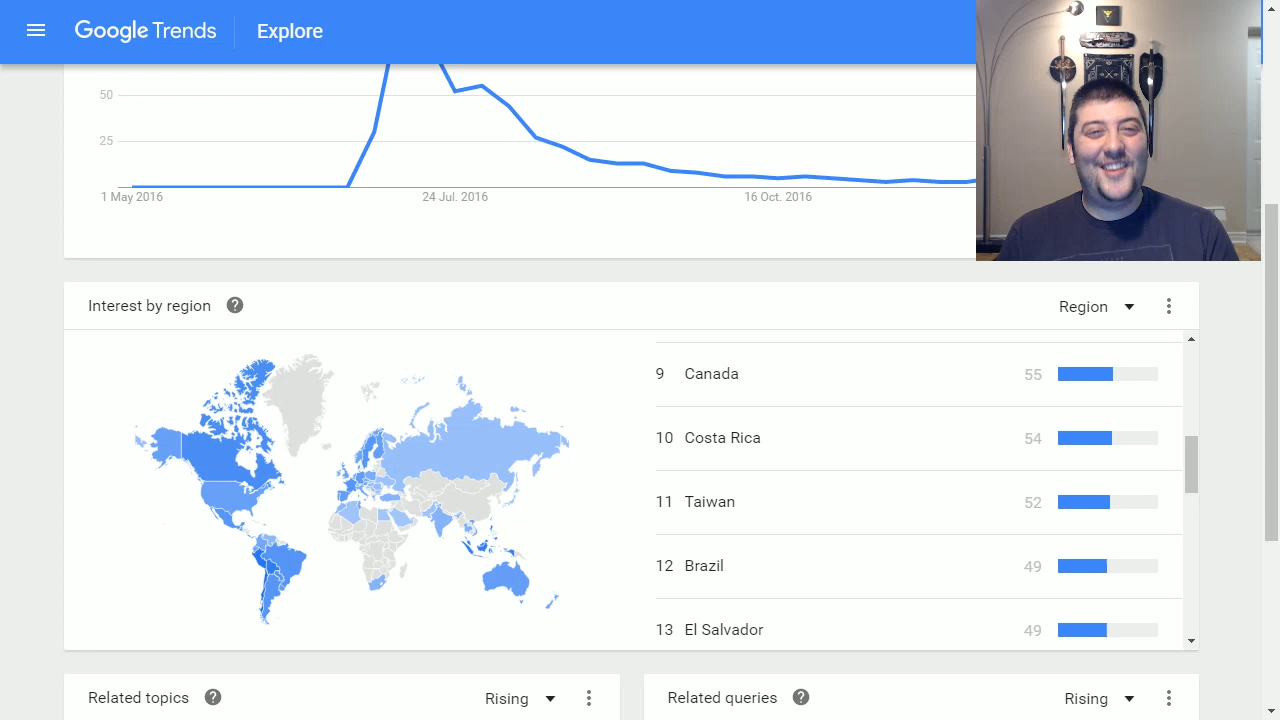 Google Trends
Explore
50
25
1 May 2016
24 Jul. 2016
16 Oct. 2016
Interest by region ?
Region
9 Canada 55
10 Costa Rica 54
11 Taiwan 52
12 Brazil 49
13 El Salvador 49
Related topics ?
Rising
Related queries ?
Rising